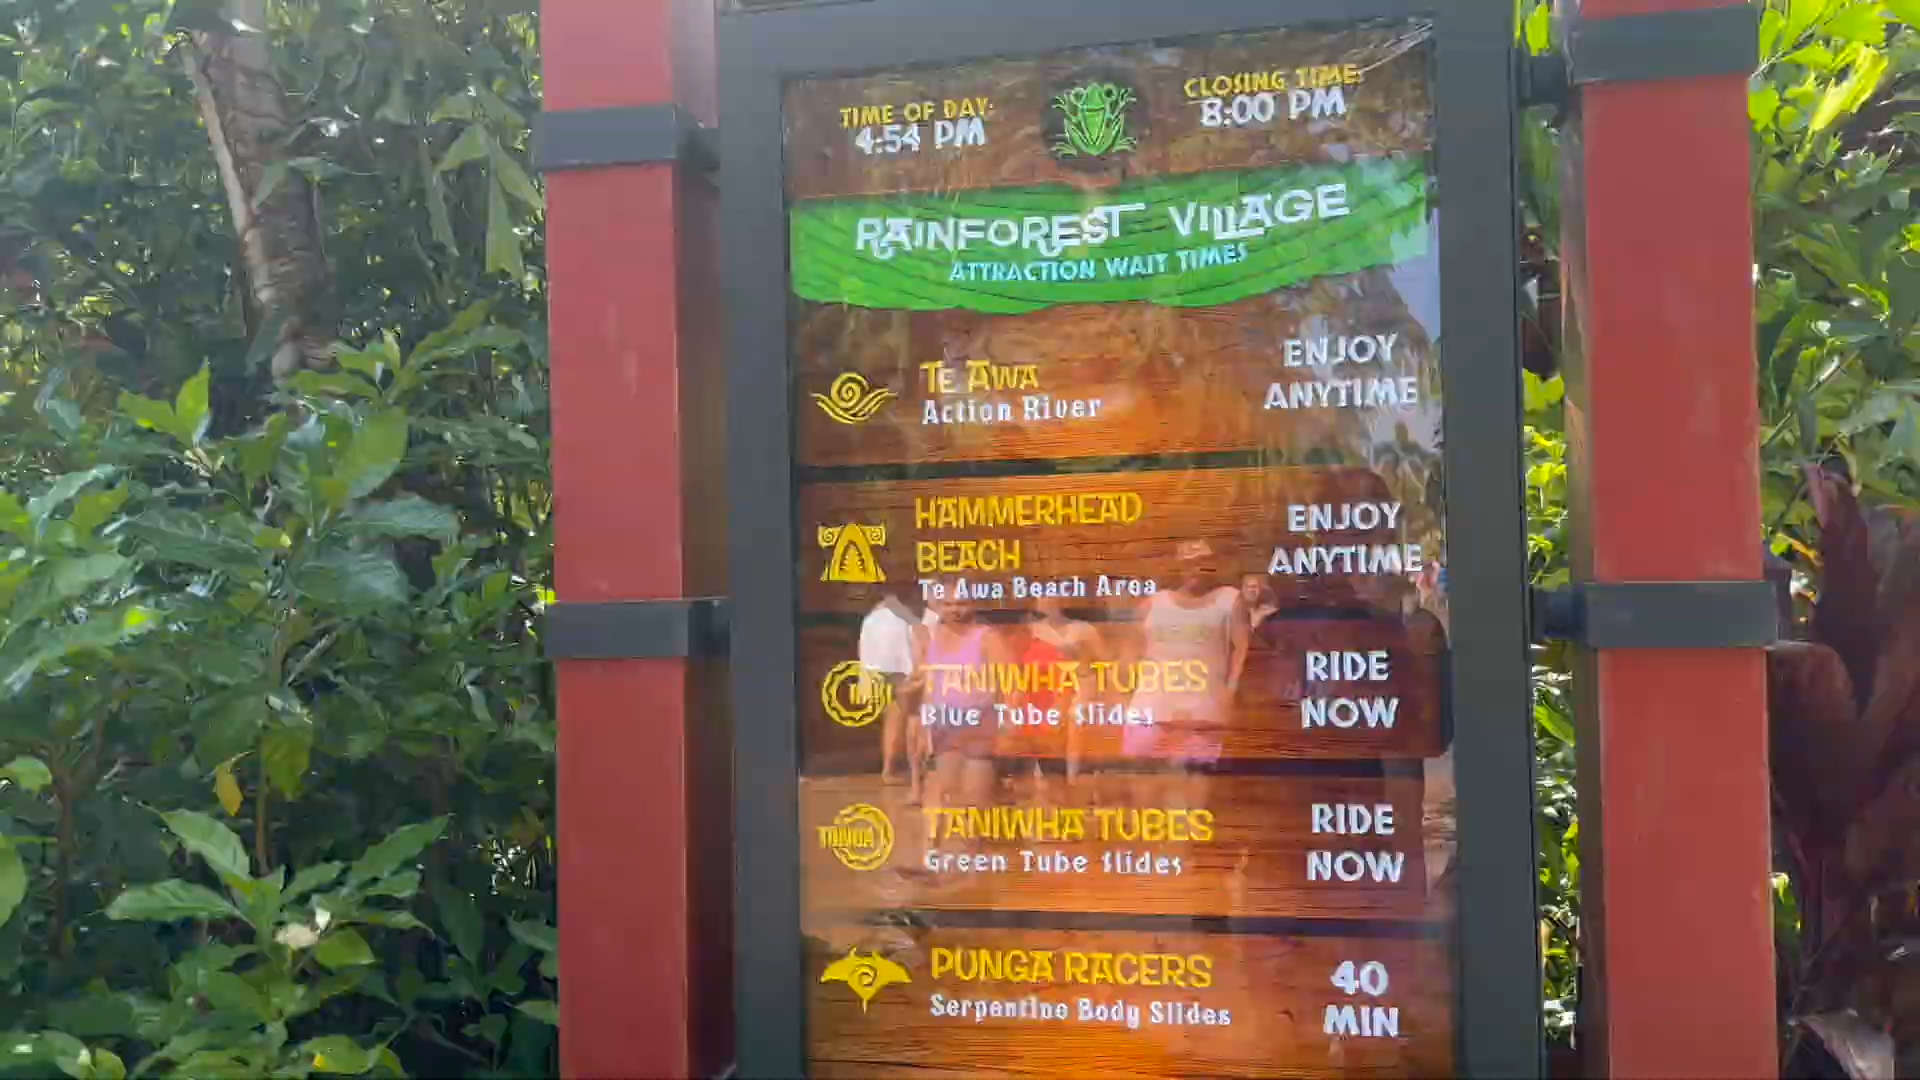 TIME OF DAY:
4:54 PM
CLOSING TIME:
8:00 PM
RAINFOREST VILLAGE
ATTRACTION WAIT TIMES
TE AWA
Action River
ENJOY
ANYTIME
HAMMERHEAD
BEACH
Te Awa Beach Area
ENJOY
ANYTIME
TANIWHA TUBES
Blue Tube Slides
RIDE
NOW
TANIWHA TUBES
Green Tube Slides
RIDE
NOW
PUNGA RACERS
Serpentine Body Slides
40
MIN